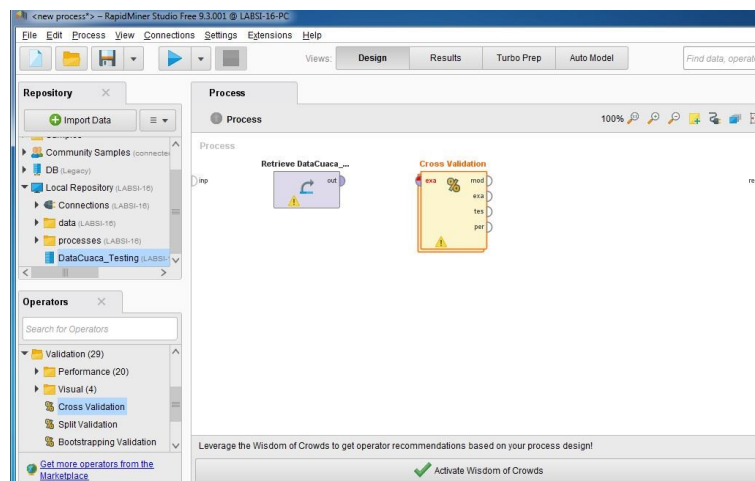 <new process*> – RapidMiner Studio Free 9.3.001 @ LABSI-16-PC
File Edit Process View Connections Settings Extensions Help
Views: Design Results Turbo Prep Auto Model Find data, operato
Repository
Import Data
Community Samples (connected
DB (Legacy)
Local Repository (LABSI-16)
Connections (LABSI-16)
data (LABSI-16)
processes (LABSI-16)
DataCuaca_Testing (LABSI-
Operators
Search for Operators
Validation (29)
Performance (20)
Visual (4)
Cross Validation
Split Validation
Bootstrapping Validation
Get more operators from the
Marketplace
Process
Process 100%
Process
Retrieve DataCuaca_... Cross Validation
inp out exa mod re
exa
tes
per
Leverage the Wisdom of Crowds to get operator recommendations based on your process design!
Activate Wisdom of Crowds